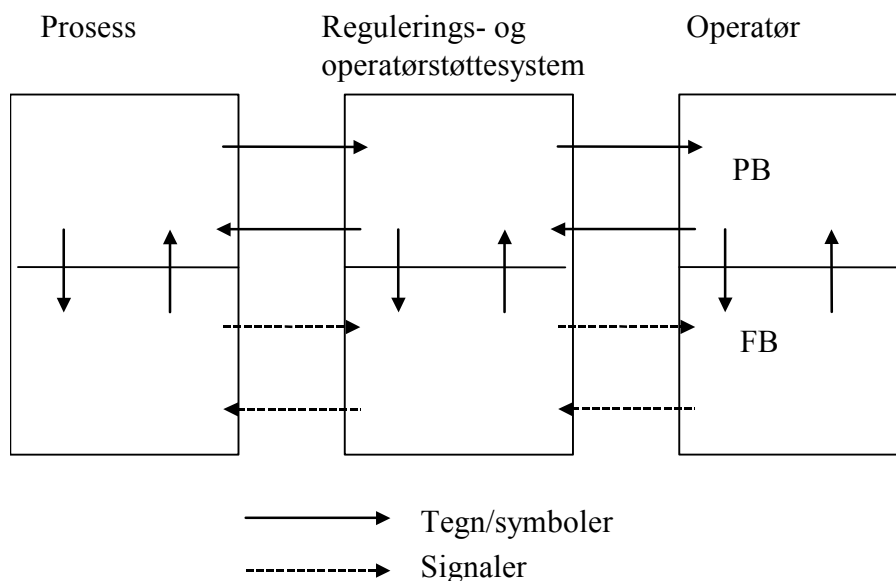 Prosess
Regulerings- og
operatørstøttesystem
Operatør
PB
FB
Tegn/symboler
Signaler